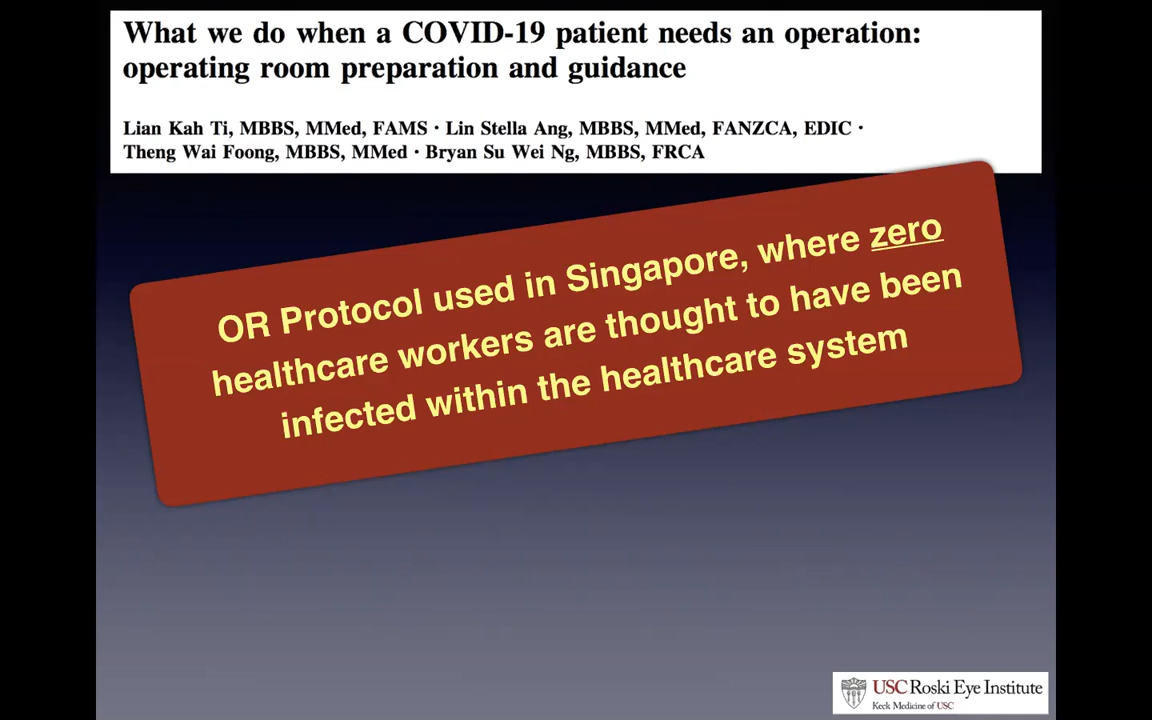 What we do when a COVID-19 patient needs an operation:
operating room preparation and guidance
Lian Kah Ti, MBBS, MMed, FAMS · Lin Stella Ang, MBBS, MMed, FANZCA, EDIC ·
Theng Wai Foong, MBBS, MMed · Bryan Su Wei Ng, MBBS, FRCA
OR Protocol used in Singapore, where zero
healthcare workers are thought to have been
infected within the healthcare system
USC Roski Eye Institute
Keck Medicine of USC